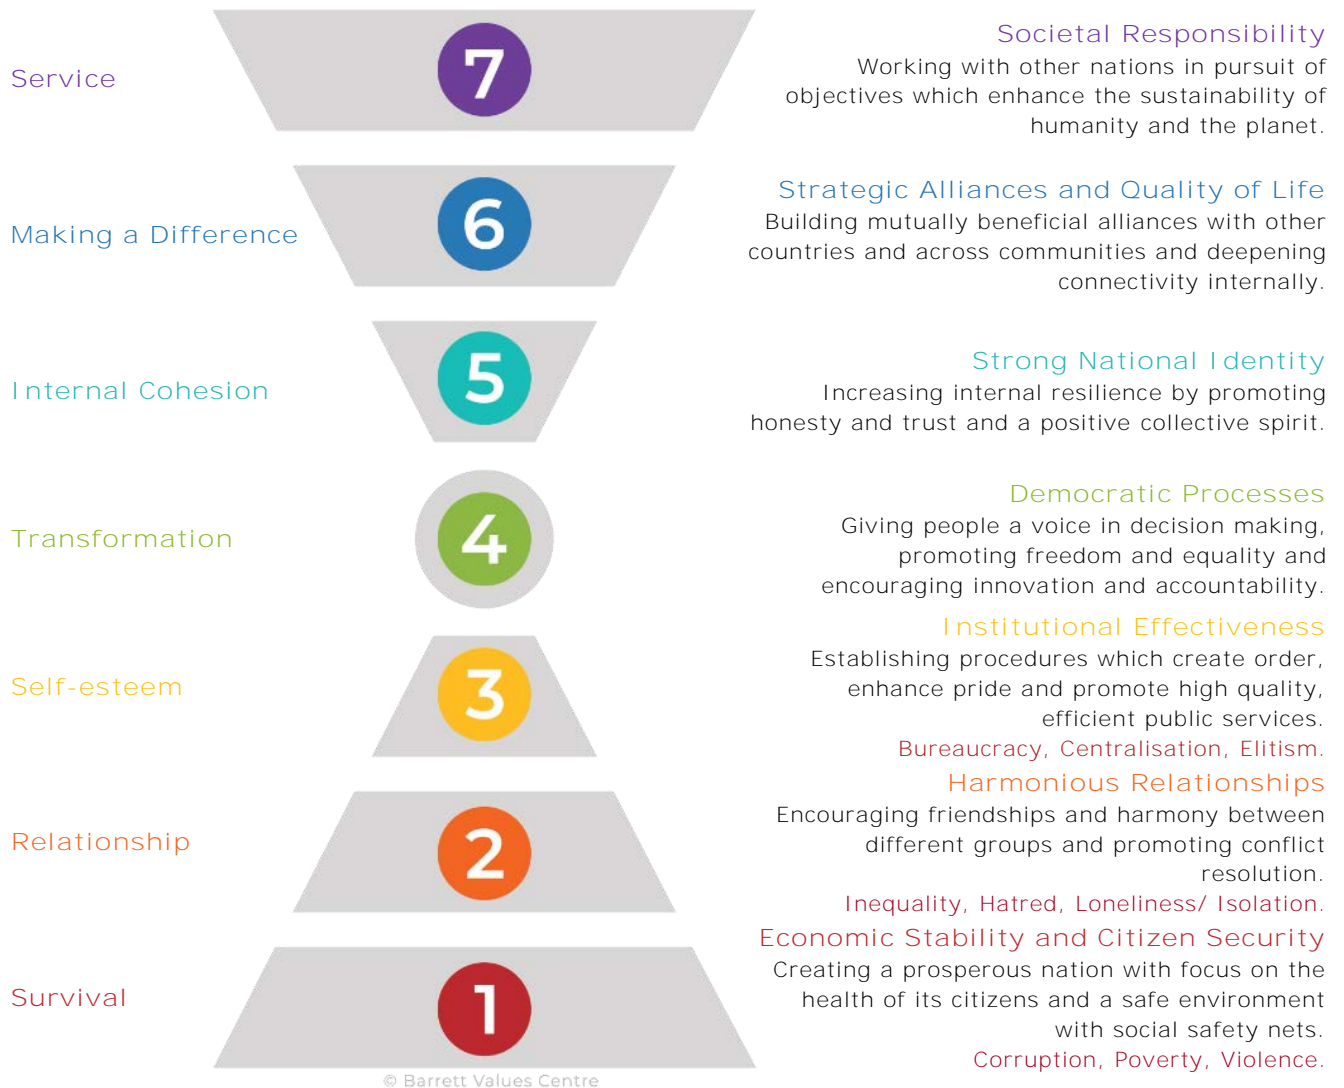 Service
7
Societal Responsibility
Working with other nations in pursuit of
objectives which enhance the sustainability of
humanity and the planet.
Making a Difference
6
Strategic Alliances and Quality of Life
Building mutually beneficial alliances with other
countries and across communities and deepening
connectivity internally.
Internal Cohesion
5
Strong National Identity
Increasing internal resilience by promoting
honesty and trust and a positive collective spirit.
Transformation
4
Democratic Processes
Giving people a voice in decision making,
promoting freedom and equality and
encouraging innovation and accountability.
Self-esteem
3
Institutional Effectiveness
Establishing procedures which create order,
enhance pride and promote high quality,
efficient public services.
Bureaucracy, Centralisation, Elitism.
Relationship
2
Harmonious Relationships
Encouraging friendships and harmony between
different groups and promoting conflict
resolution.
Inequality, Hatred, Loneliness/ Isolation.
Survival
1
Economic Stability and Citizen Security
Creating a prosperous nation with focus on the
health of its citizens and a safe environment
with social safety nets.
Corruption, Poverty, Violence.
© Barrett Values Centre